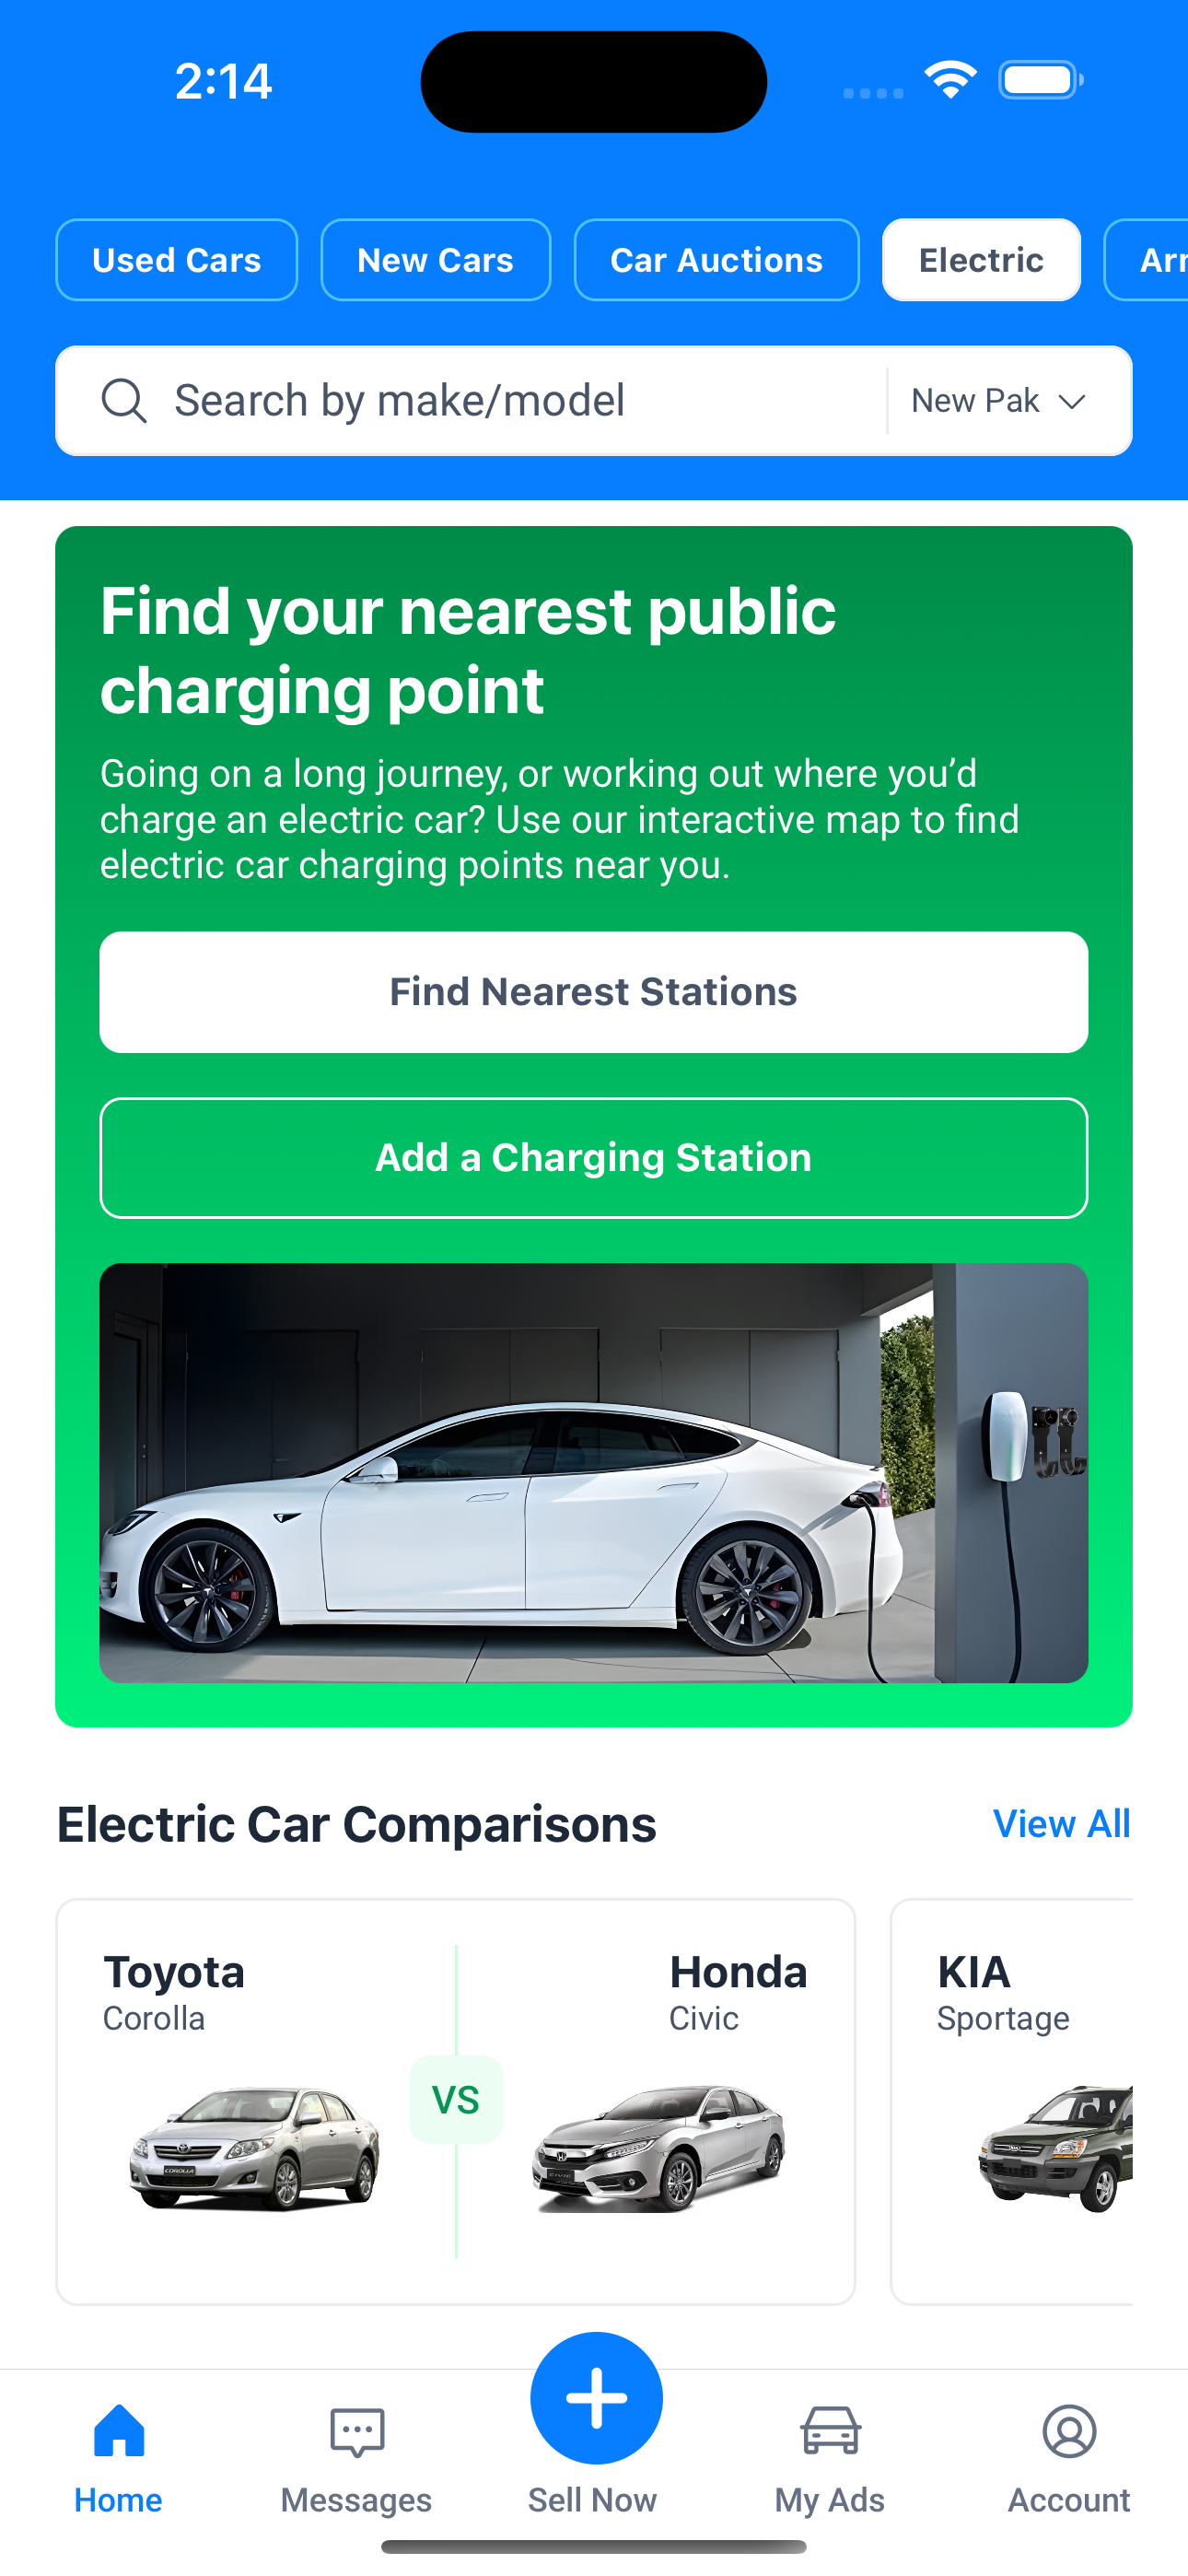 2:14
Used Cars
New Cars
Car Auctions
Electric
Search by make/model
New Pak
Find your nearest public
charging point
Going on a long journey, or working out where you’d
charge an electric car? Use our interactive map to find
electric car charging points near you.
Find Nearest Stations
Add a Charging Station
Electric Car Comparisons
View All
Toyota
Corolla
VS
Honda
Civic
KIA
Sportage
COROLLA
Home
Messages
Sell Now
My Ads
Account